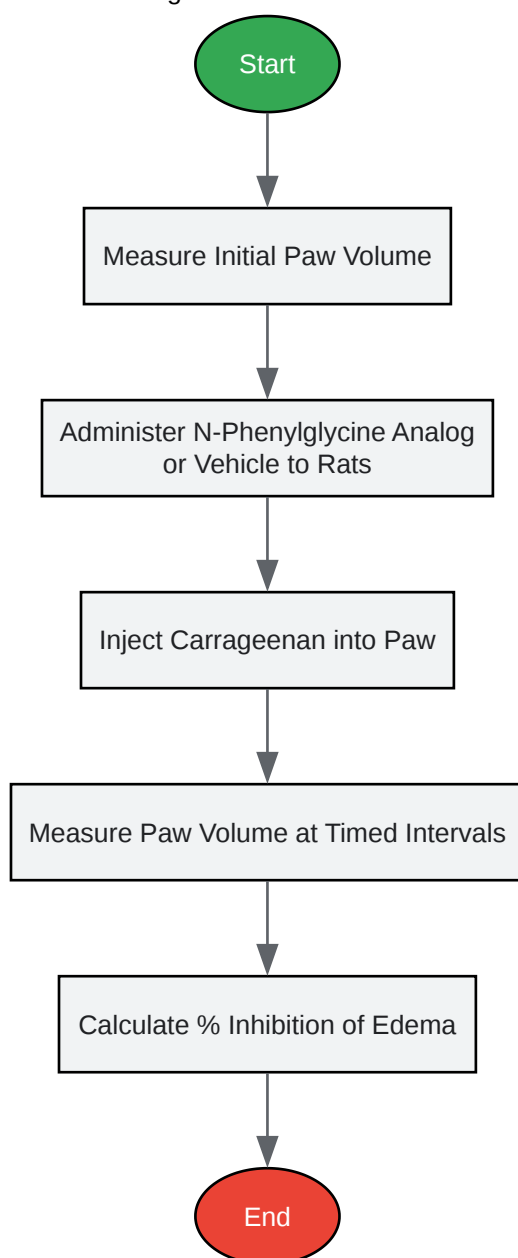 Start
Measure Initial Paw Volume
Administer N-Phenylglycine Analog
or Vehicle to Rats
Inject Carrageenan into Paw
Measure Paw Volume at Timed Intervals
Calculate % Inhibition of Edema
End